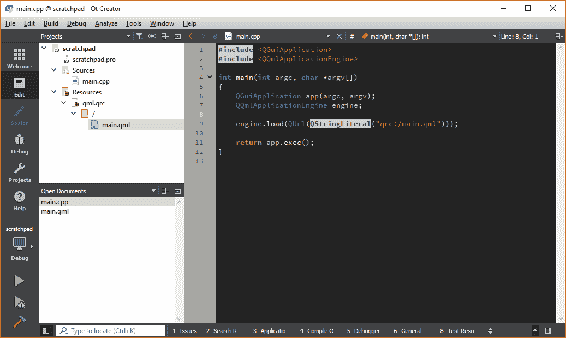 main.cpp @ scratchpad - Qt Creator
File Edit Build Debug Analyze Tools Window Help
Projects
main.cpp
main(int, char **): int
Line: 8, Col: 1
Welcome
Edit
Design
Debug
Projects
Help
scratchpad
Debug
scratchpad
scratchpad.pro
Sources
main.cpp
Resources
qml.qrc
/
main.qml
Open Documents
main.cpp
main.qml
1 #include <QGuiApplication>
2 #include <QQmlApplicationEngine>
3
4 int main(int argc, char *argv[])
5 {
6 QGuiApplication app(argc, argv);
7 QQmlApplicationEngine engine;
8
9 engine.load(QUrl(QStringLiteral("qrc:/main.qml")));
10
11 return app.exec();
12 }
13
Type to locate (Ctrl+K)
1 Issues
2 Search
3 Applicatio
4 Compile O
5 Debugger
6 General
8 Test Resu